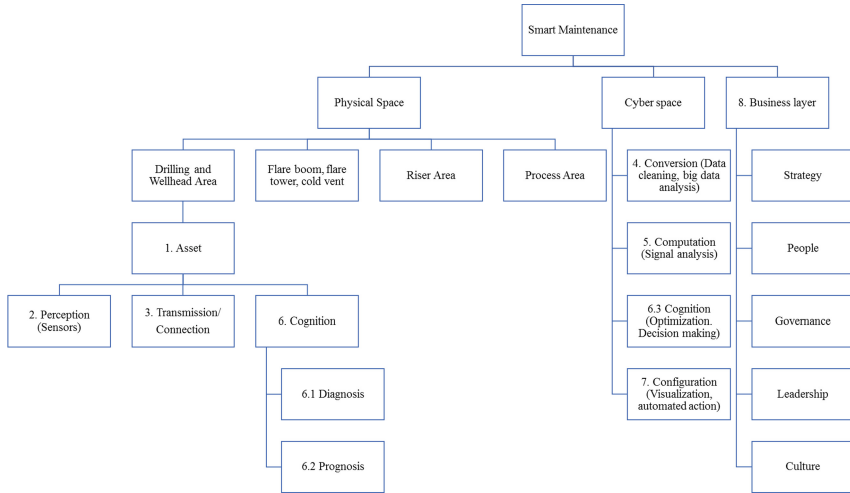 Smart Maintenance
Physical Space
Cyber space
8. Business layer
Drilling and
Wellhead Area
Flare boom, flare
tower, cold vent
Riser Area
Process Area
4. Conversion (Data
cleaning, big data
analysis)
Strategy
1. Asset
5. Computation
(Signal analysis)
People
2. Perception
(Sensors)
3. Transmission/
Connection
6. Cognition
6.3 Cognition
(Optimization.
Decision making)
Governance
6.1 Diagnosis
7. Configuration
(Visualization,
automated action)
Leadership
6.2 Prognosis
Culture